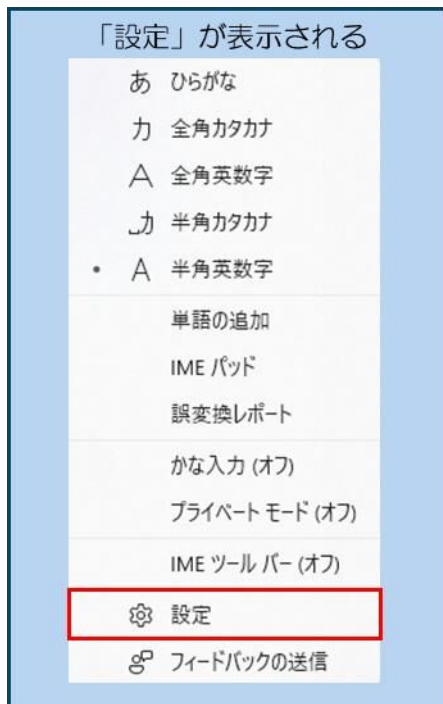 「設定」が表示される
あ ひらがな
カ 全角カタカナ
A 全角英数字
_カ 半角カタカナ
• A 半角英数字
単語の追加
IME パッド
誤変換レポート
かな入力 (オフ)
プライベート モード (オフ)
IME ツール バー (オフ)
設定
フィードバックの送信